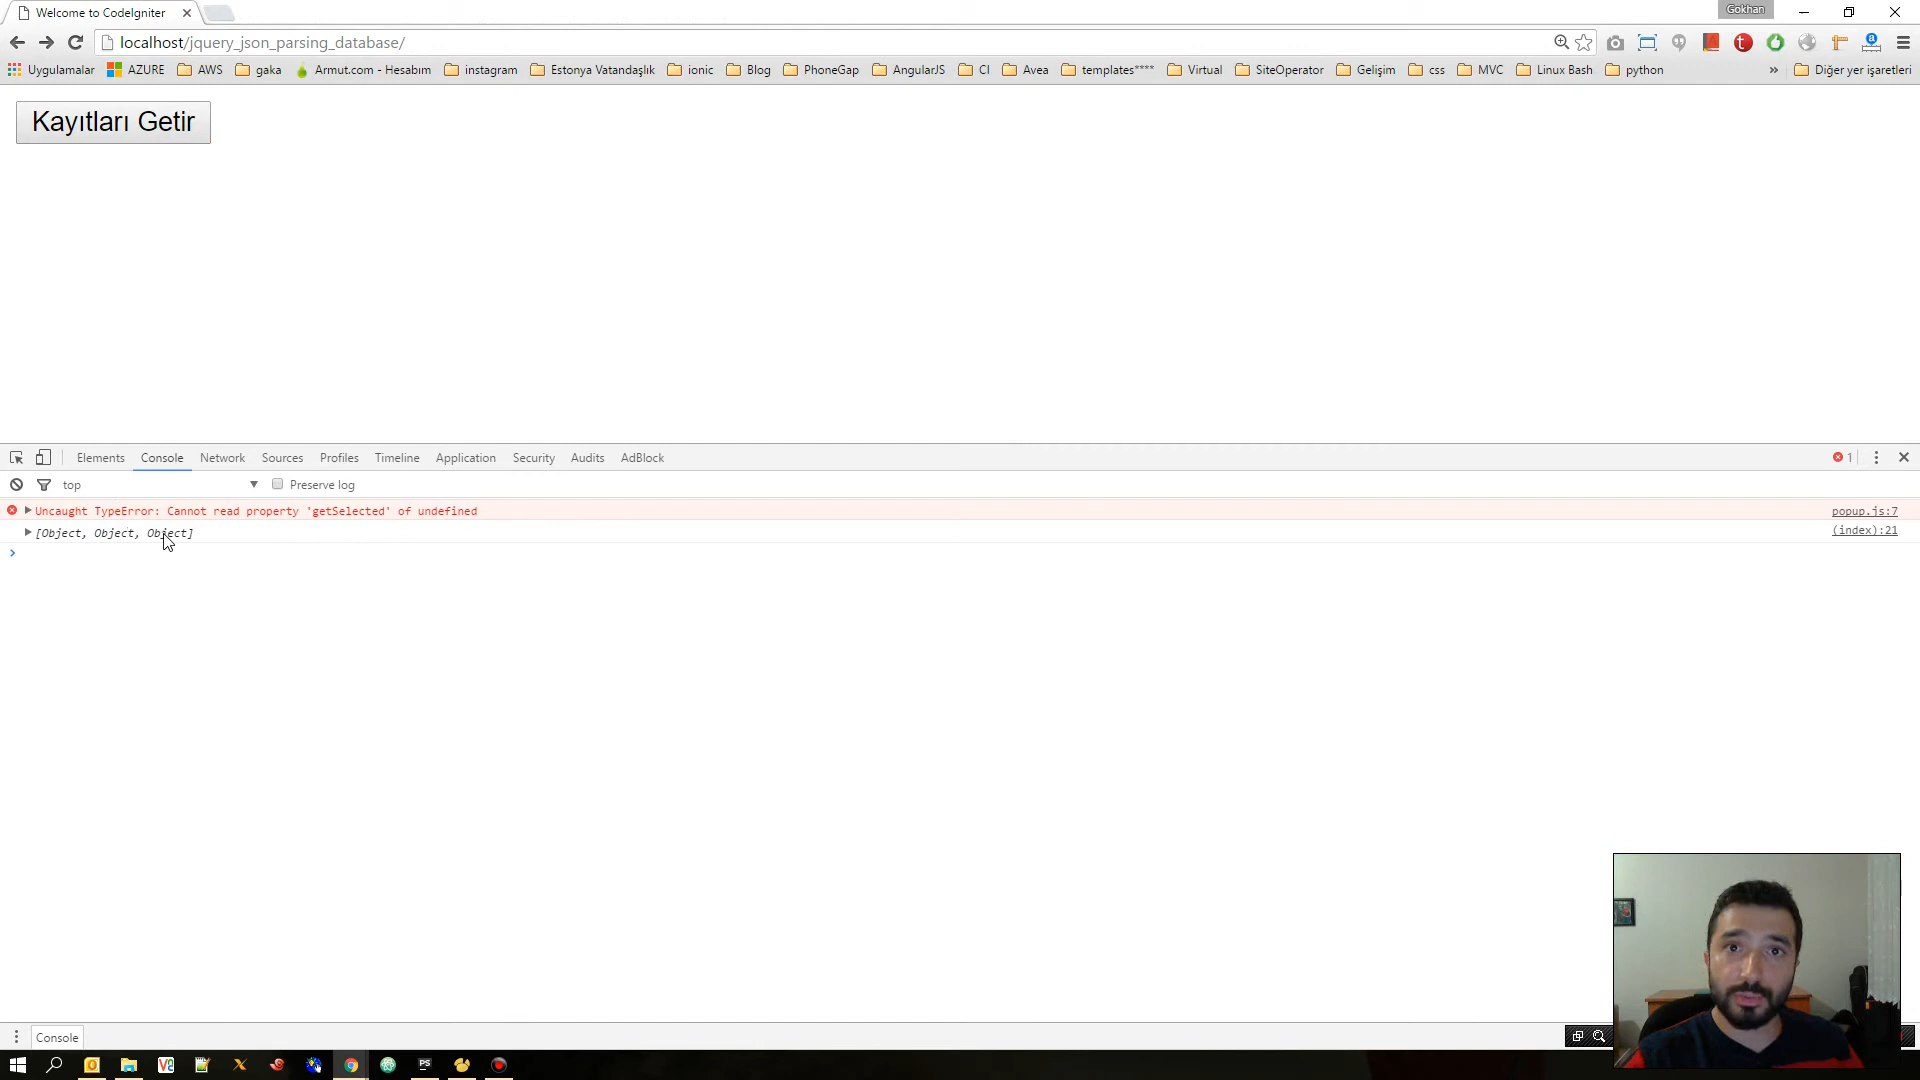 Welcome to CodeIgniter
Gokhan
localhost/jquery_json_parsing_database/
Uygulamalar AZURE AWS gaka Armut.com - Hesabım instagram Estonya Vatandaşlık ionic Blog PhoneGap AngularJS CI Avea templates**** Virtual SiteOperator Gelişim css MVC Linux Bash python » Diğer yer işaretleri
Kayıtları Getir
Elements Console Network Sources Profiles Timeline Application Security Audits AdBlock 1
top Preserve log
Uncaught TypeError: Cannot read property 'getSelected' of undefined popup.js:7
[Object, Object, Object] (index):21
Console